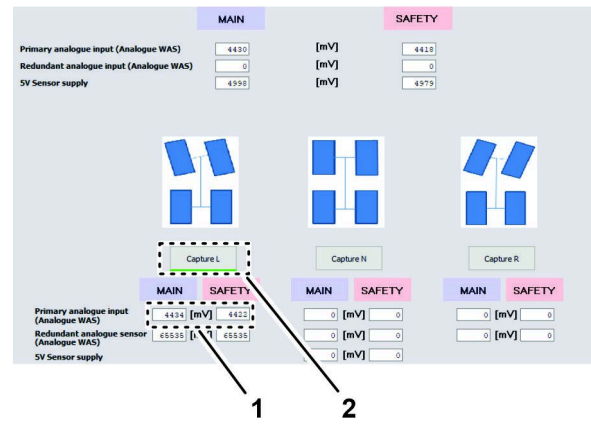 MAIN SAFETY
Primary analogue input (Analogue WAS) 4430 [mV] 4418
Redundant analogue input (Analogue WAS) 0 [mV] 0
5V Sensor supply 4998 [mV] 4979
Capture L Capture N Capture R
MAIN SAFETY MAIN SAFETY MAIN SAFETY
Primary analogue input
(Analogue WAS) 4434 [mV] 4422 0 [mV] 0 0 [mV] 0
Redundant analogue sensor
(Analogue WAS) 65535 [mV] 65535 0 [mV] 0 0 [mV] 0
5V Sensor supply 0 [mV] 0
1 2